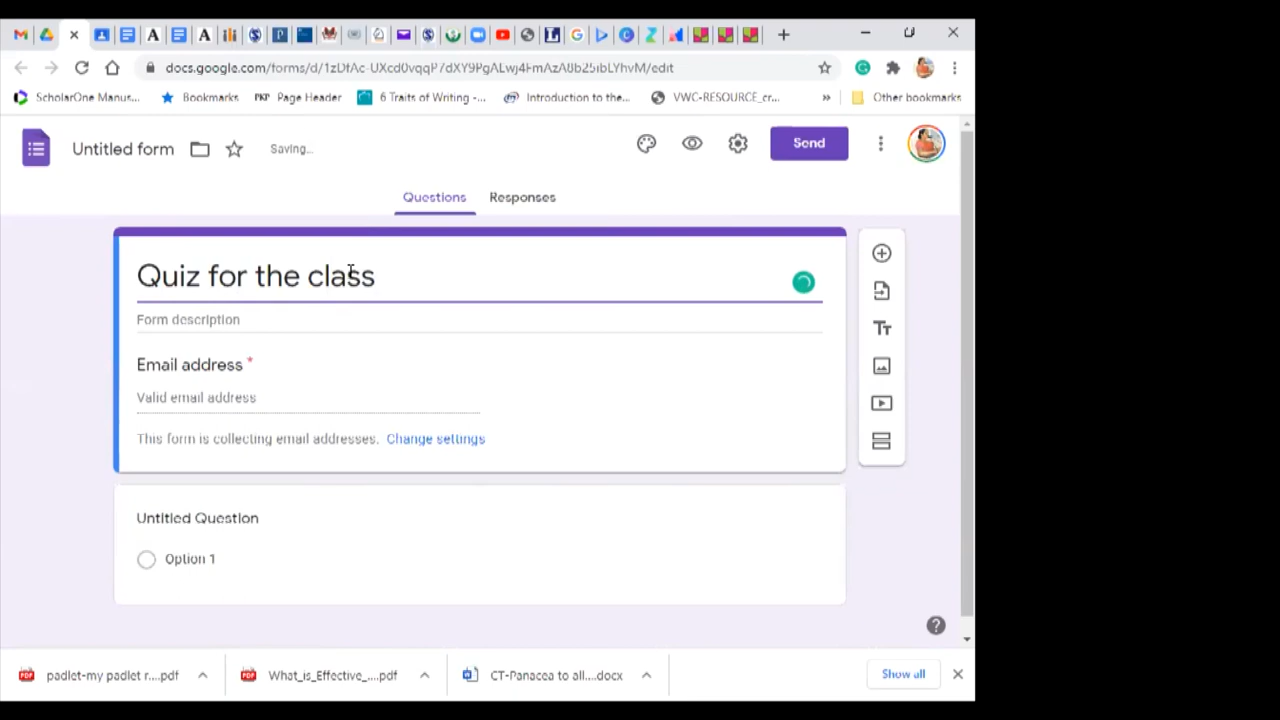 docs.google.com/forms/d/1zDfAc-UXcd0vqqP7dXY9PgALwj4FmAzA8b25ibLYhvM/edit
ScholarOne Manus...
Bookmarks
PKP Page Header
6 Traits of Writing -...
Introduction to the...
VWC-RESOURCE_cr...
»
Other bookmarks
Untitled form
Saving...
Send
Questions
Responses
Quiz for the class
Form description
Email address *
Valid email address
This form is collecting email addresses. Change settings
Untitled Question
Option 1
padlet-my padlet r....pdf
What_is_Effective_....pdf
CT-Panacea to all....docx
Show all